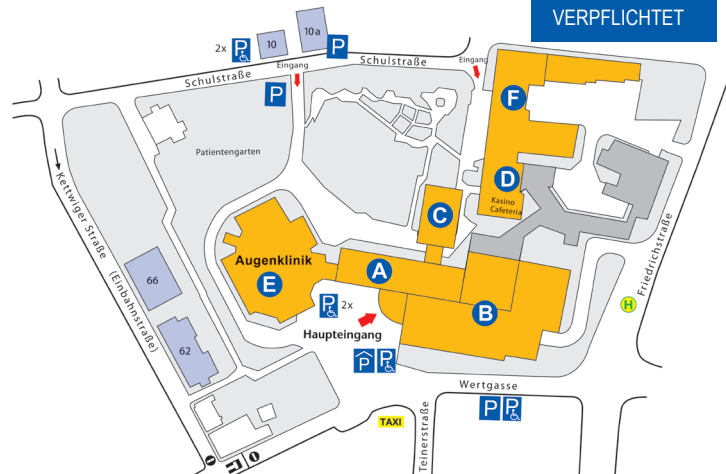 VERPFLICHTET
2x
P
10
10 a
P
Eingang
Schulstraße
Schulstraße
Eingang
P
F
Patientengarten
D
Kasino
Cafeteria
C
Kettwiger Straße
(Einbahnstraße)
Augenklinik
E
A
B
Friedrichstraße
H
66
P
2x
Haupteingang
62
P
P
Wertgasse
P
P
TAXI
Teinerstraße